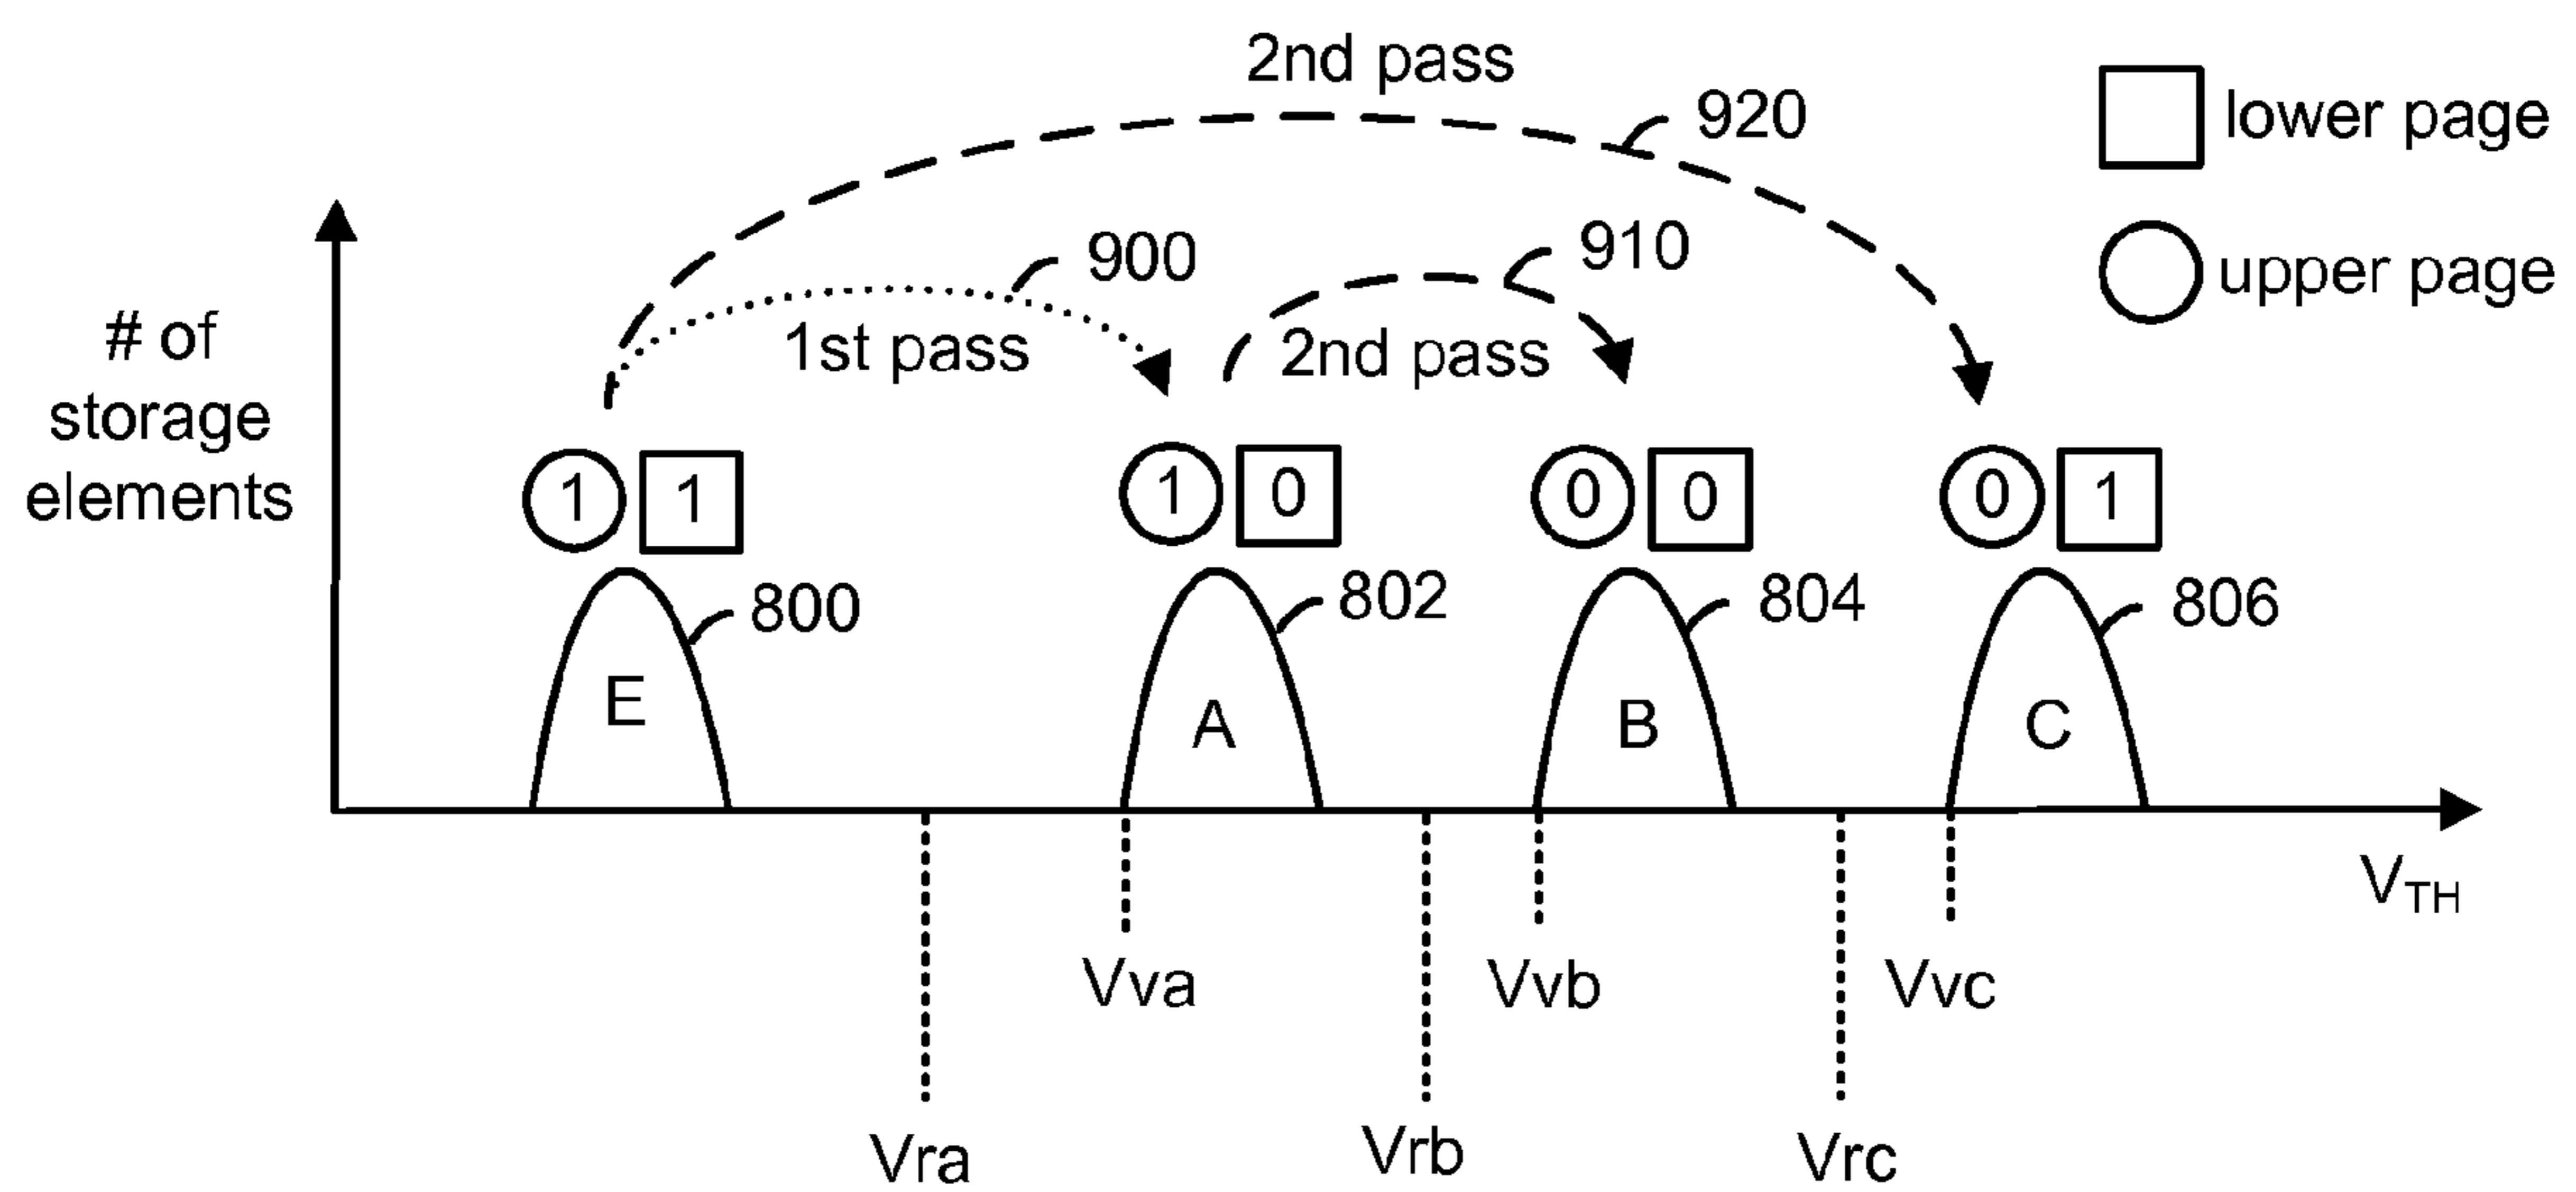 2nd pass
920
lower page
900
910
upper page
# of
storage
elements
1st pass
2nd pass
1 1
1 0
0 0
0 1
800
802
804
806
E
A
B
C
VTH
Vva
Vvb
Vvc
Vra
Vrb
Vrc